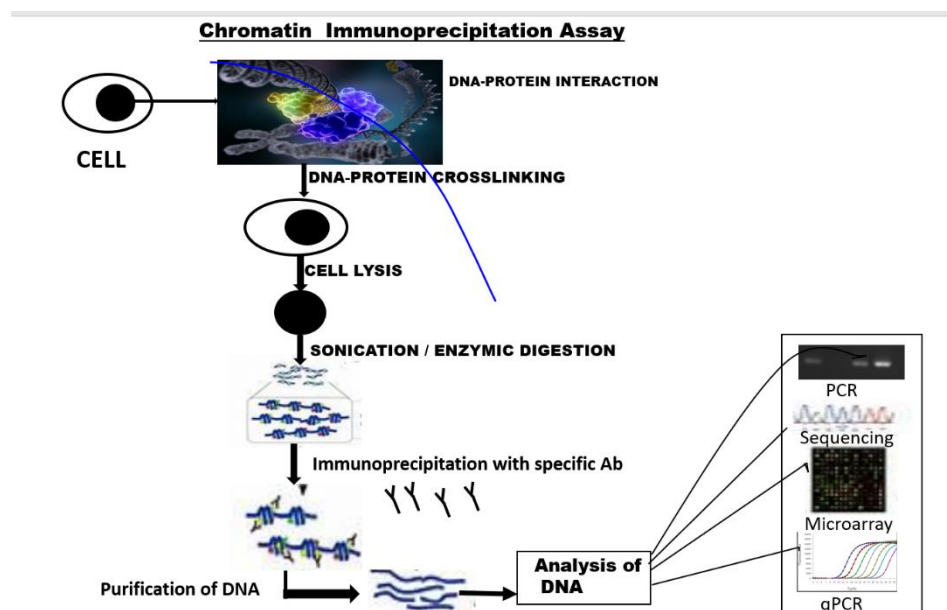 Chromatin Immunoprecipitation Assay
DNA-PROTEIN INTERACTION
CELL
DNA-PROTEIN CROSSLINKING
CELL LYSIS
SONICATION / ENZYMIC DIGESTION
Immunoprecipitation with specific Ab
Purification of DNA
Analysis of
DNA
PCR
Sequencing
Microarray
qPCR